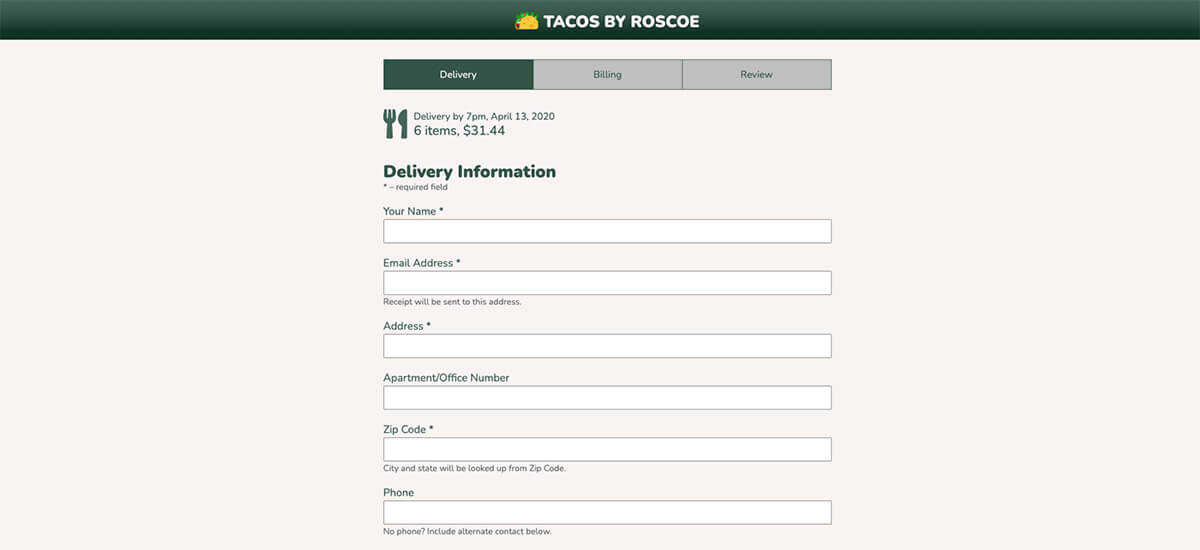 TACOS BY ROSCOE
Delivery Billing Review
Delivery by 7pm, April 13, 2020
6 items, $31.44
Delivery Information
* – required field
Your Name *
Email Address *
Receipt will be sent to this address.
Address *
Apartment/Office Number
Zip Code *
City and state will be looked up from Zip Code.
Phone
No phone? Include alternate contact below.